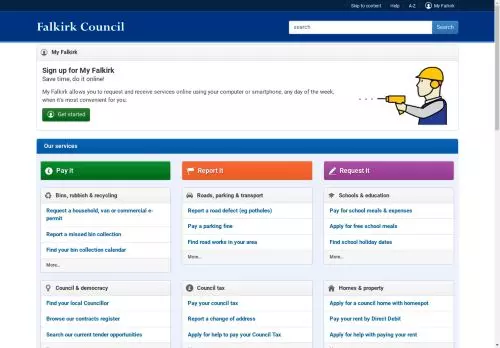 Skip to content Help A-Z My Falkirk
Falkirk Council
search Search
My Falkirk
Sign up for My Falkirk
Save time, do it online!
My Falkirk allows you to request and receive services online using your computer or smartphone, any day of the week,
when it's most convenient for you.
Get started
Our services
Pay it
Report it
Request it
Bins, rubbish & recycling
Request a household, van or commercial e-
permit
Report a missed bin collection
Find your bin collection calendar
More...
Roads, parking & transport
Report a road defect (eg potholes)
Pay a parking fine
Find road works in your area
More...
Schools & education
Pay for school meals & expenses
Apply for free school meals
Find school holiday dates
More...
Council & democracy
Find your local Councillor
Browse our contracts register
Search our current tender opportunities
Council tax
Pay your council tax
Report a change of address
Apply for help to pay your Council Tax
Homes & property
Apply for a council home with homespot
Pay your rent by Direct Debit
Apply for help with paying your rent